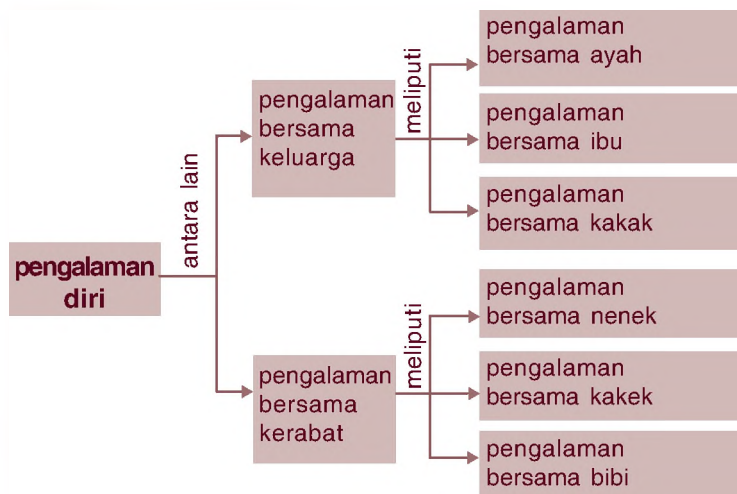 pengalaman
diri
antara lain
pengalaman
bersama
keluarga
meliputi
pengalaman
bersama ayah
pengalaman
bersama ibu
pengalaman
bersama kakak
pengalaman
bersama
kerabat
meliputi
pengalaman
bersama nenek
pengalaman
bersama kakek
pengalaman
bersama bibi